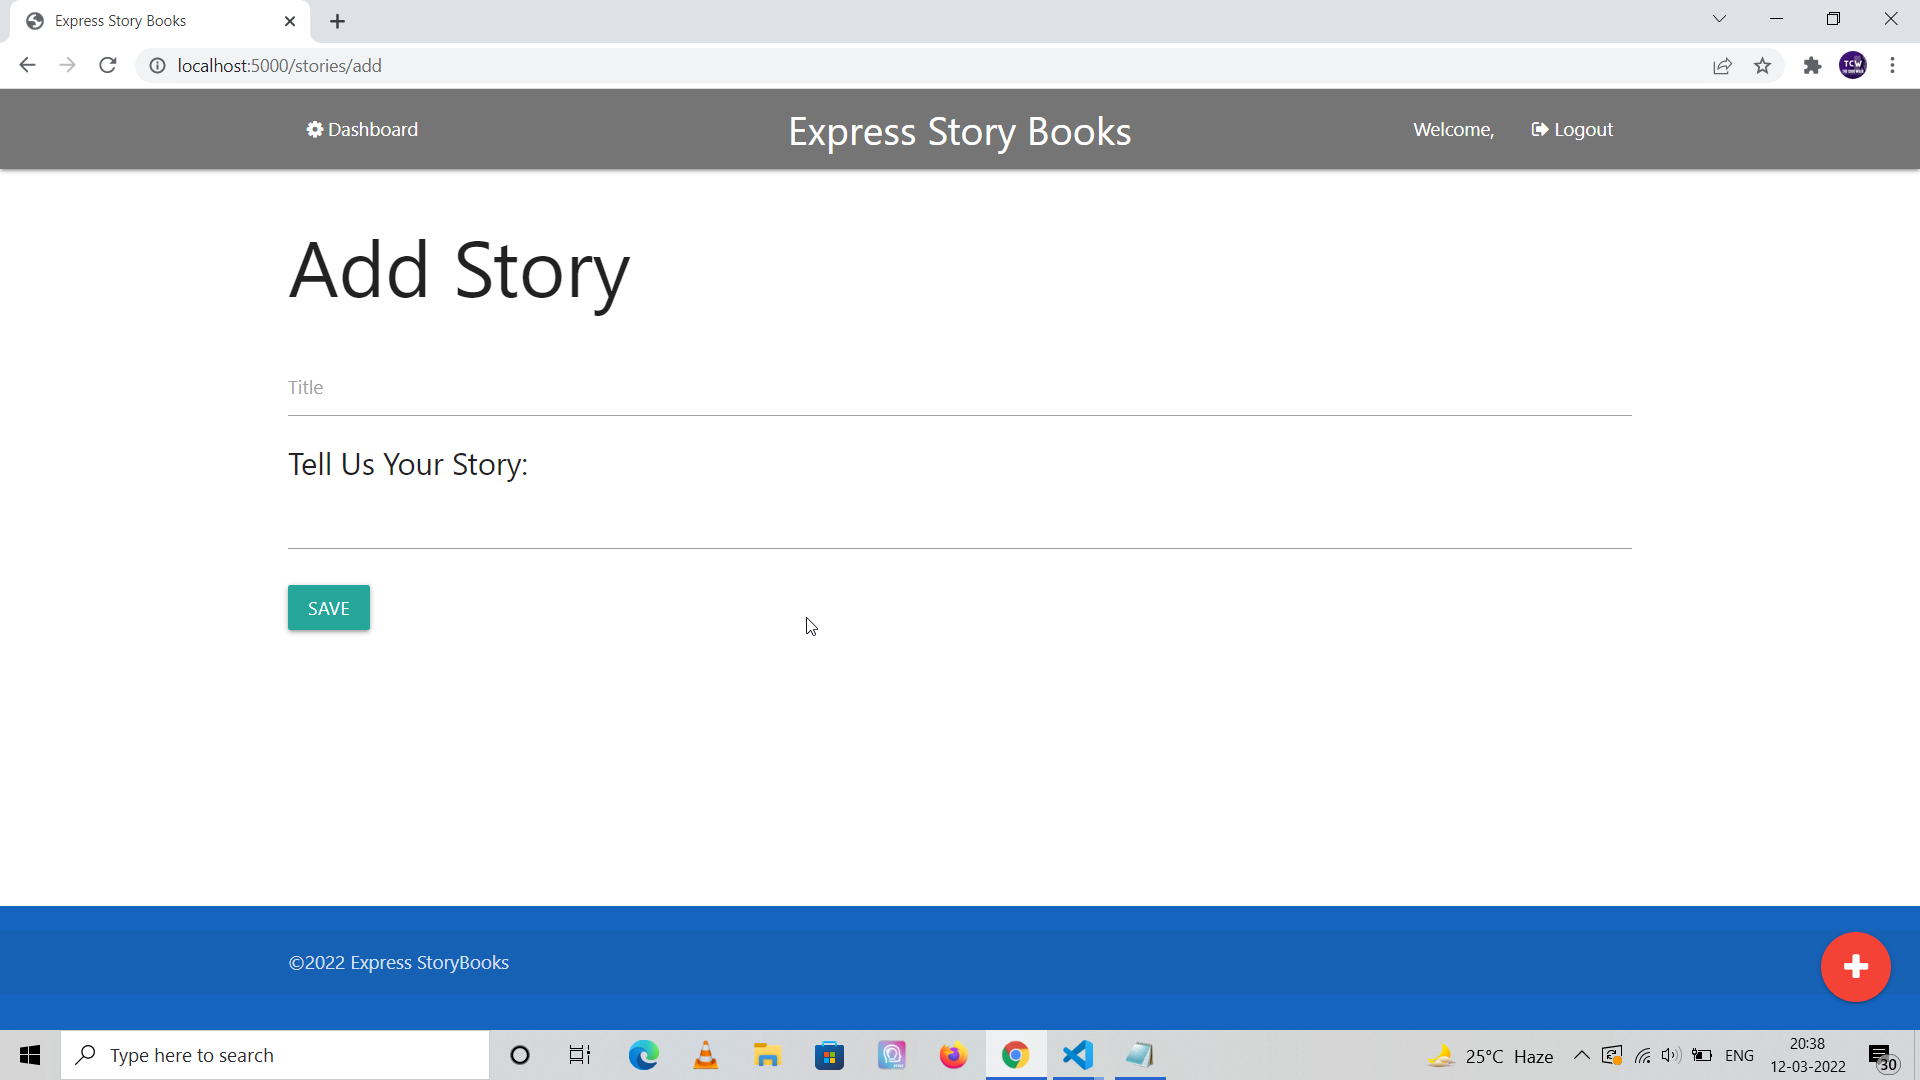 Express Story Books
localhost:5000/stories/add
TCW
Dashboard
Express Story Books
Welcome,
Logout
Add Story
Title
Tell Us Your Story:
SAVE
©2022 Express StoryBooks
Type here to search
25°C Haze
ENG
20:38
12-03-2022
30